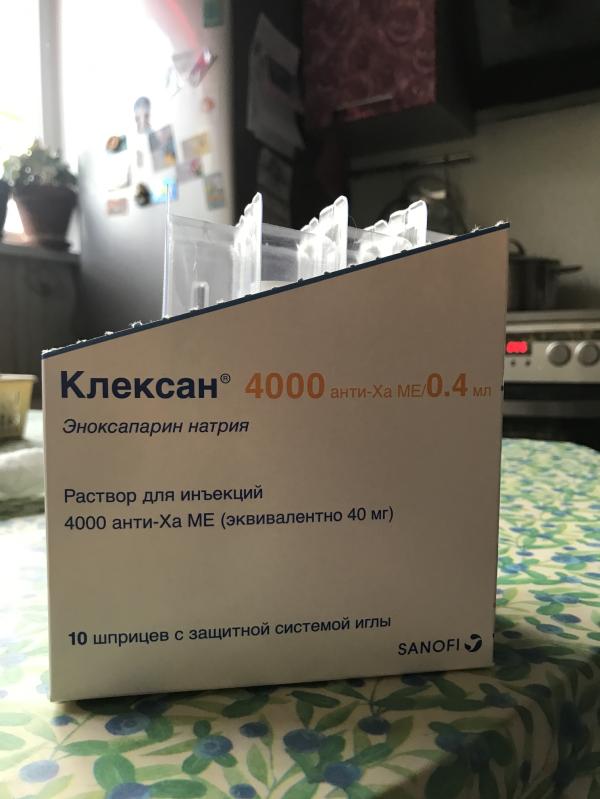 Клексан® 4000 анти-Ха МЕ/0.4 мл
Эноксапарин натрия
Раствор для инъекций
4000 анти-Ха МЕ (эквивалентно 40 мг)
10 шприцев с защитной системой иглы
SANOFI